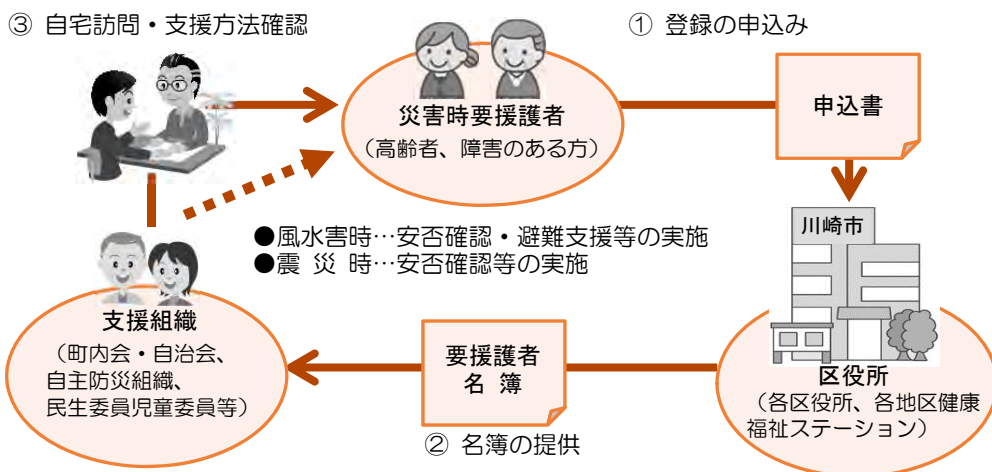 ③ 自宅訪問・支援方法確認
① 登録の申込み
災害時要援護者
（高齢者、障害のある方）
申込書
川崎市
●風水害時…安否確認・避難支援等の実施
●震 災 時…安否確認等の実施
支援組織
（町内会・自治会、
自主防災組織、
民生委員児童委員等）
要援護者
名 簿
② 名簿の提供
区役所
（各区役所、各地区健康
福祉ステーション）